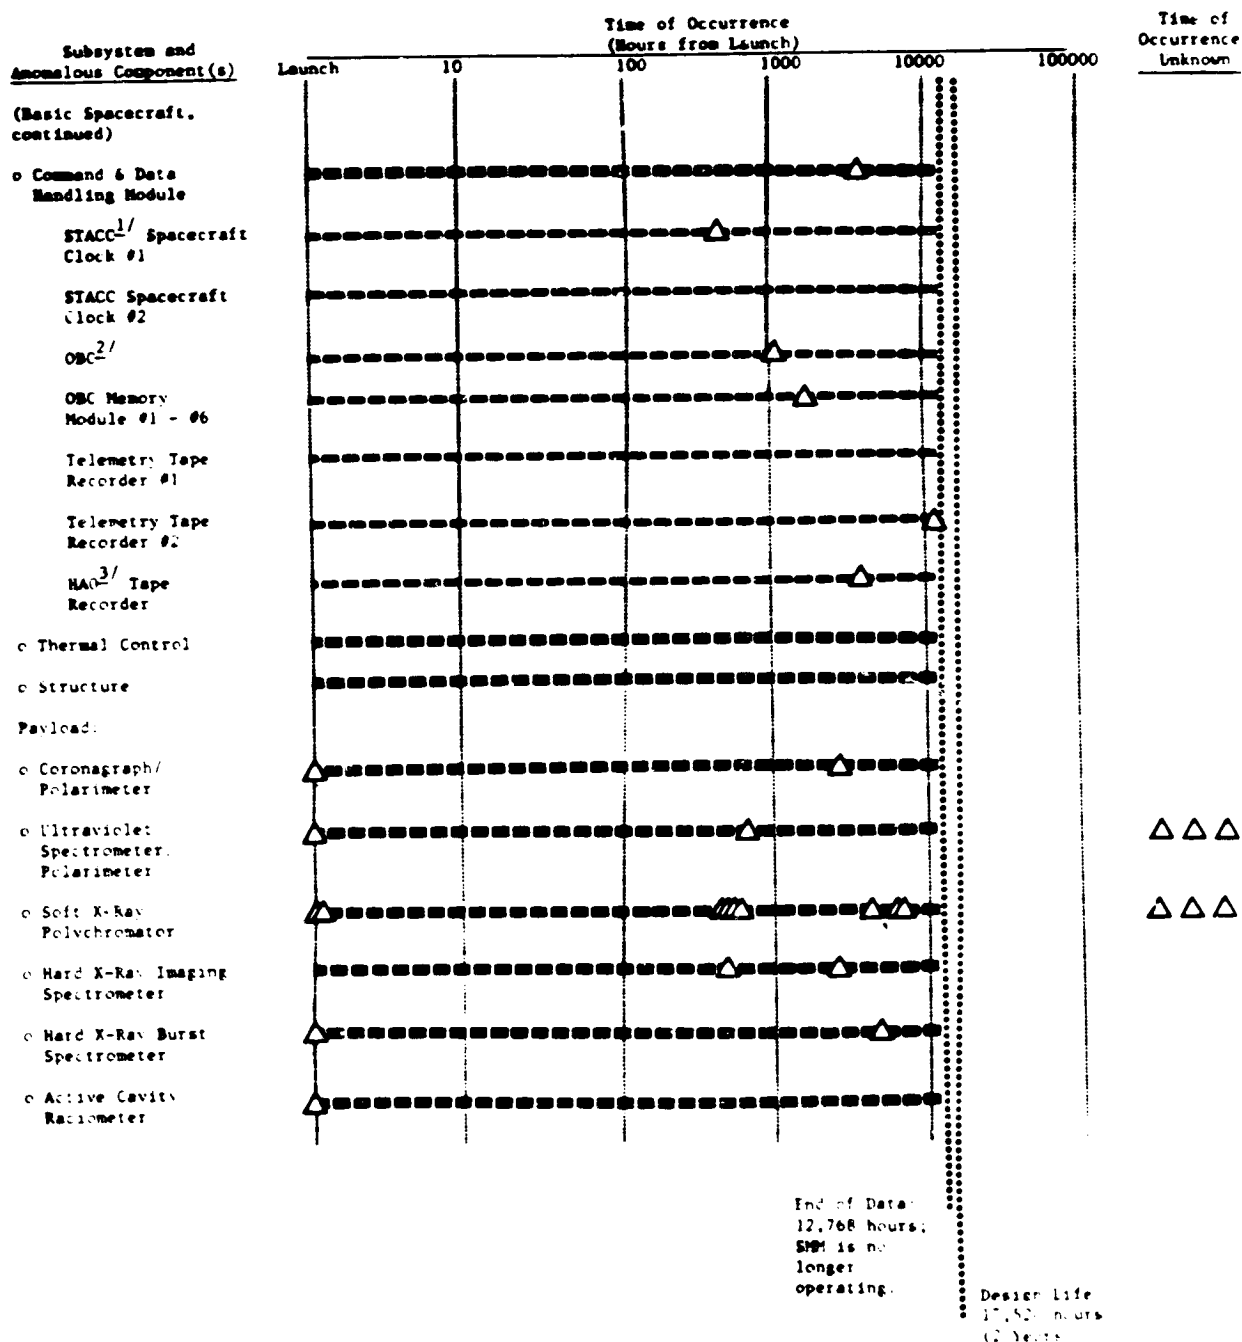 Time of Occurrence
(Hours from Launch)
Time of
Occurrence
Unknown
Subsystem and
Anomalous Component(s)
Launch 10 100 1000 10000 100000
(Basic Spacecraft,
continued)
o Command & Data
Handling Module
STACC1/ Spacecraft
Clock #1
STACC Spacecraft
Clock #2
OBC2/
OBC Memory
Module #1 - #6
Telemetry Tape
Recorder #1
Telemetry Tape
Recorder #2
HAO3/ Tape
Recorder
o Thermal Control
o Structure
Payload:
o Coronagraph/
Polarimeter
o Ultraviolet
Spectrometer
Polarimeter
o Soft X-Ray
Polychromator
o Hard X-Ray Imaging
Spectrometer
o Hard X-Ray Burst
Spectrometer
o Active Cavity
Radiometer
End of Data:
12,768 hours;
SMM is no
longer
operating.
Design Life
hours
(2 Years